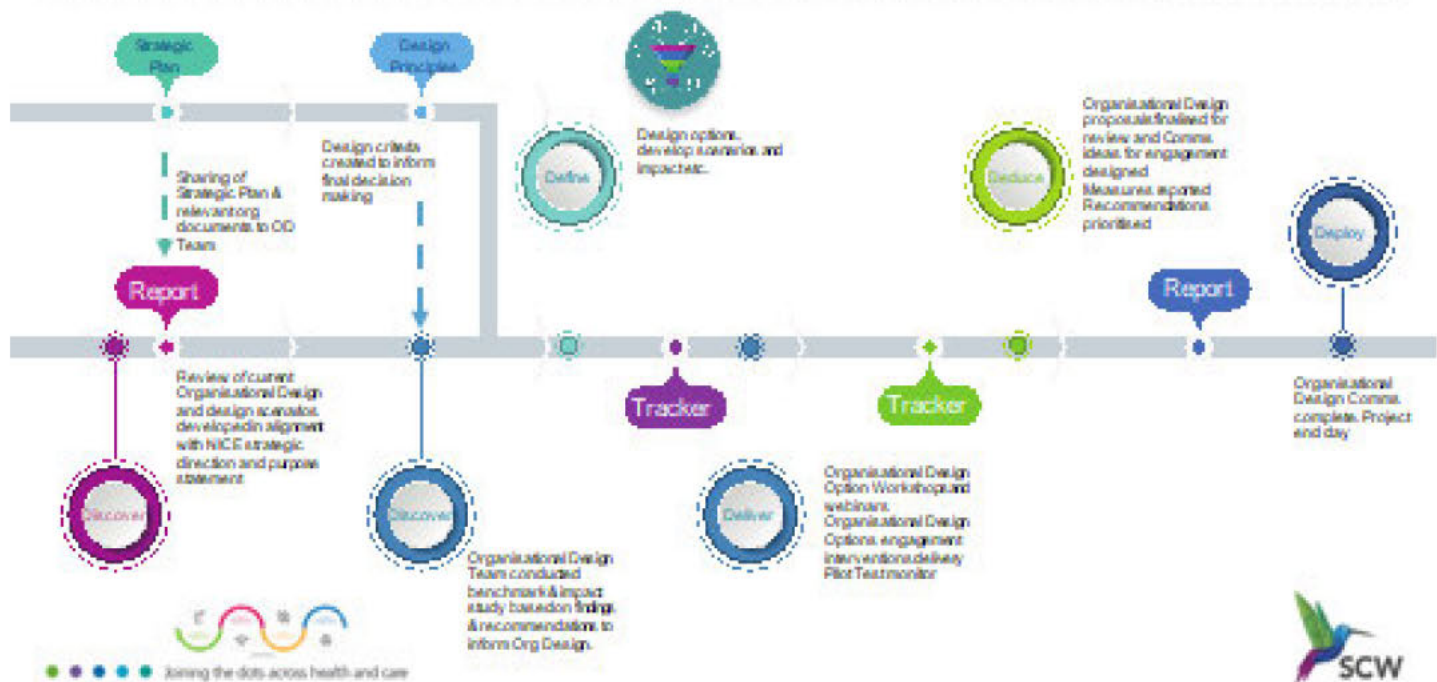 Strategic
Plan
Design
Principles
Sharing of
Strategic Plan &
relevant org
documents to OD
Team
Design criteria
created to inform
final decision
making
Define
Design options,
develop scenarios and
impact etc.
Deduce
Organisational Design
proposals finalised for
review and Comms
ideas for engagement
designed
Measures reported
Recommendations
prioritised
Deploy
Report
Report
Review of current
Organisational Design
and design scenarios
developed in alignment
with NICE strategic
direction and purpose
statement
Tracker
Tracker
Organisational
Design Comms
complete. Project
end day
Discover
Discover
Organisational Design
Team conducted
benchmark & impact
study based on findings
& recommendations to
inform Org Design.
Deliver
Organisational Design
Option Workshops and
webinars
Organisational Design
Options engagement
interventions delivery
Pilot Test monitor
Joining the dots across health and care
SCW